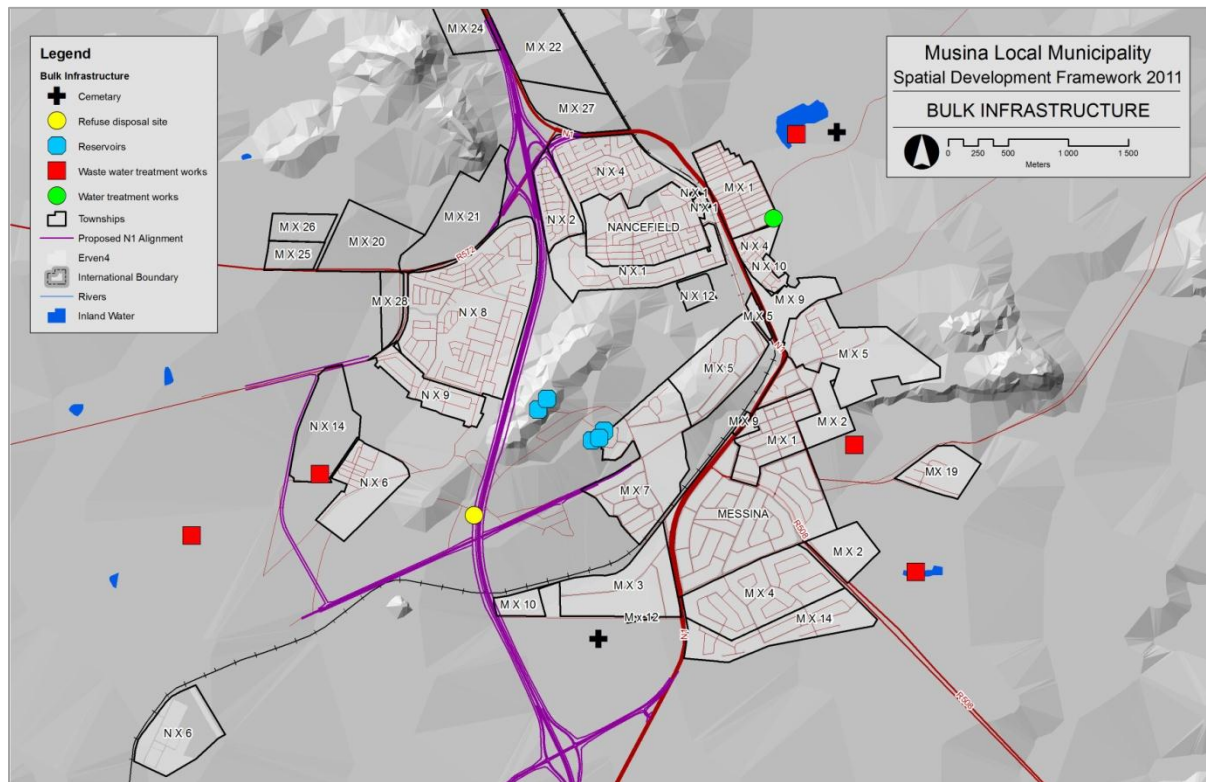 Legend
Bulk Infrastructure
Cemetary
Refuse disposal site
Reservoirs
Waste water treatment works
Water treatment works
Townships
Proposed N1 Alignment
Erven4
International Boundary
Rivers
Inland Water
Musina Local Municipality
Spatial Development Framework 2011
BULK INFRASTRUCTURE
0 250 500 1 000 1 500
Meters
M X 24
M X 22
M X 27
N1
N X 4
M X 1
N X 1
N X 1
M X 21
N X 2
NANCEFIELD
M X 26
M X 20
M X 25
R572
N X 4
N X 1
N X 10
N X 12
M X 9
M X 28
N X 8
M X 5
N1
M X 5
M X 5
N X 9
M X 9
M X 2
N X 14
M X 1
N X 6
M X 7
MX 19
MESSINA
R508
M X 2
M X 3
M X 4
M X 10
M x 12
M X 14
N1
R508
N X 6